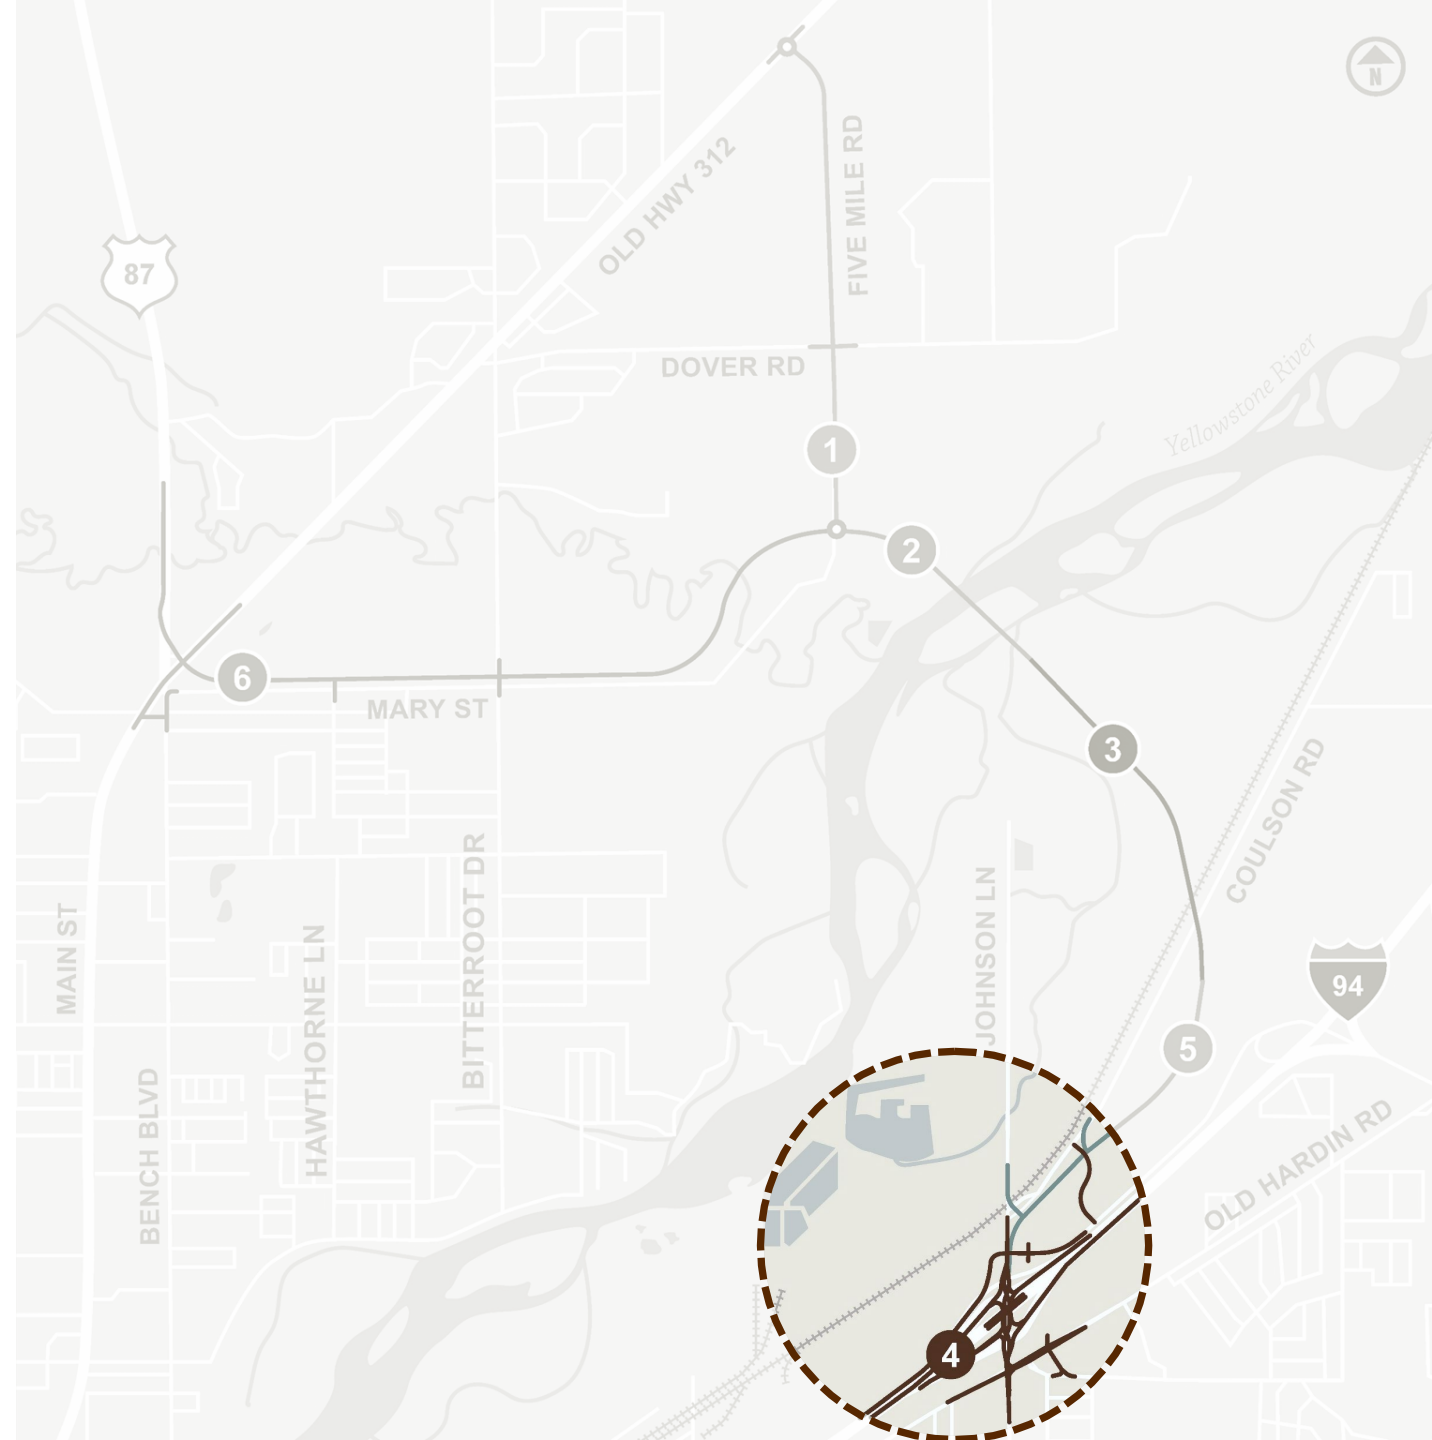 N
OLD HWY 312
FIVE MILE RD
87
DOVER RD
Yellowstone River
1
2
6
MARY ST
3
COULSON RD
BITTERROOT DR
JOHNSON LN
MAIN ST
HAWTHORNE LN
94
5
BENCH BLVD
OLD HARDIN RD
4